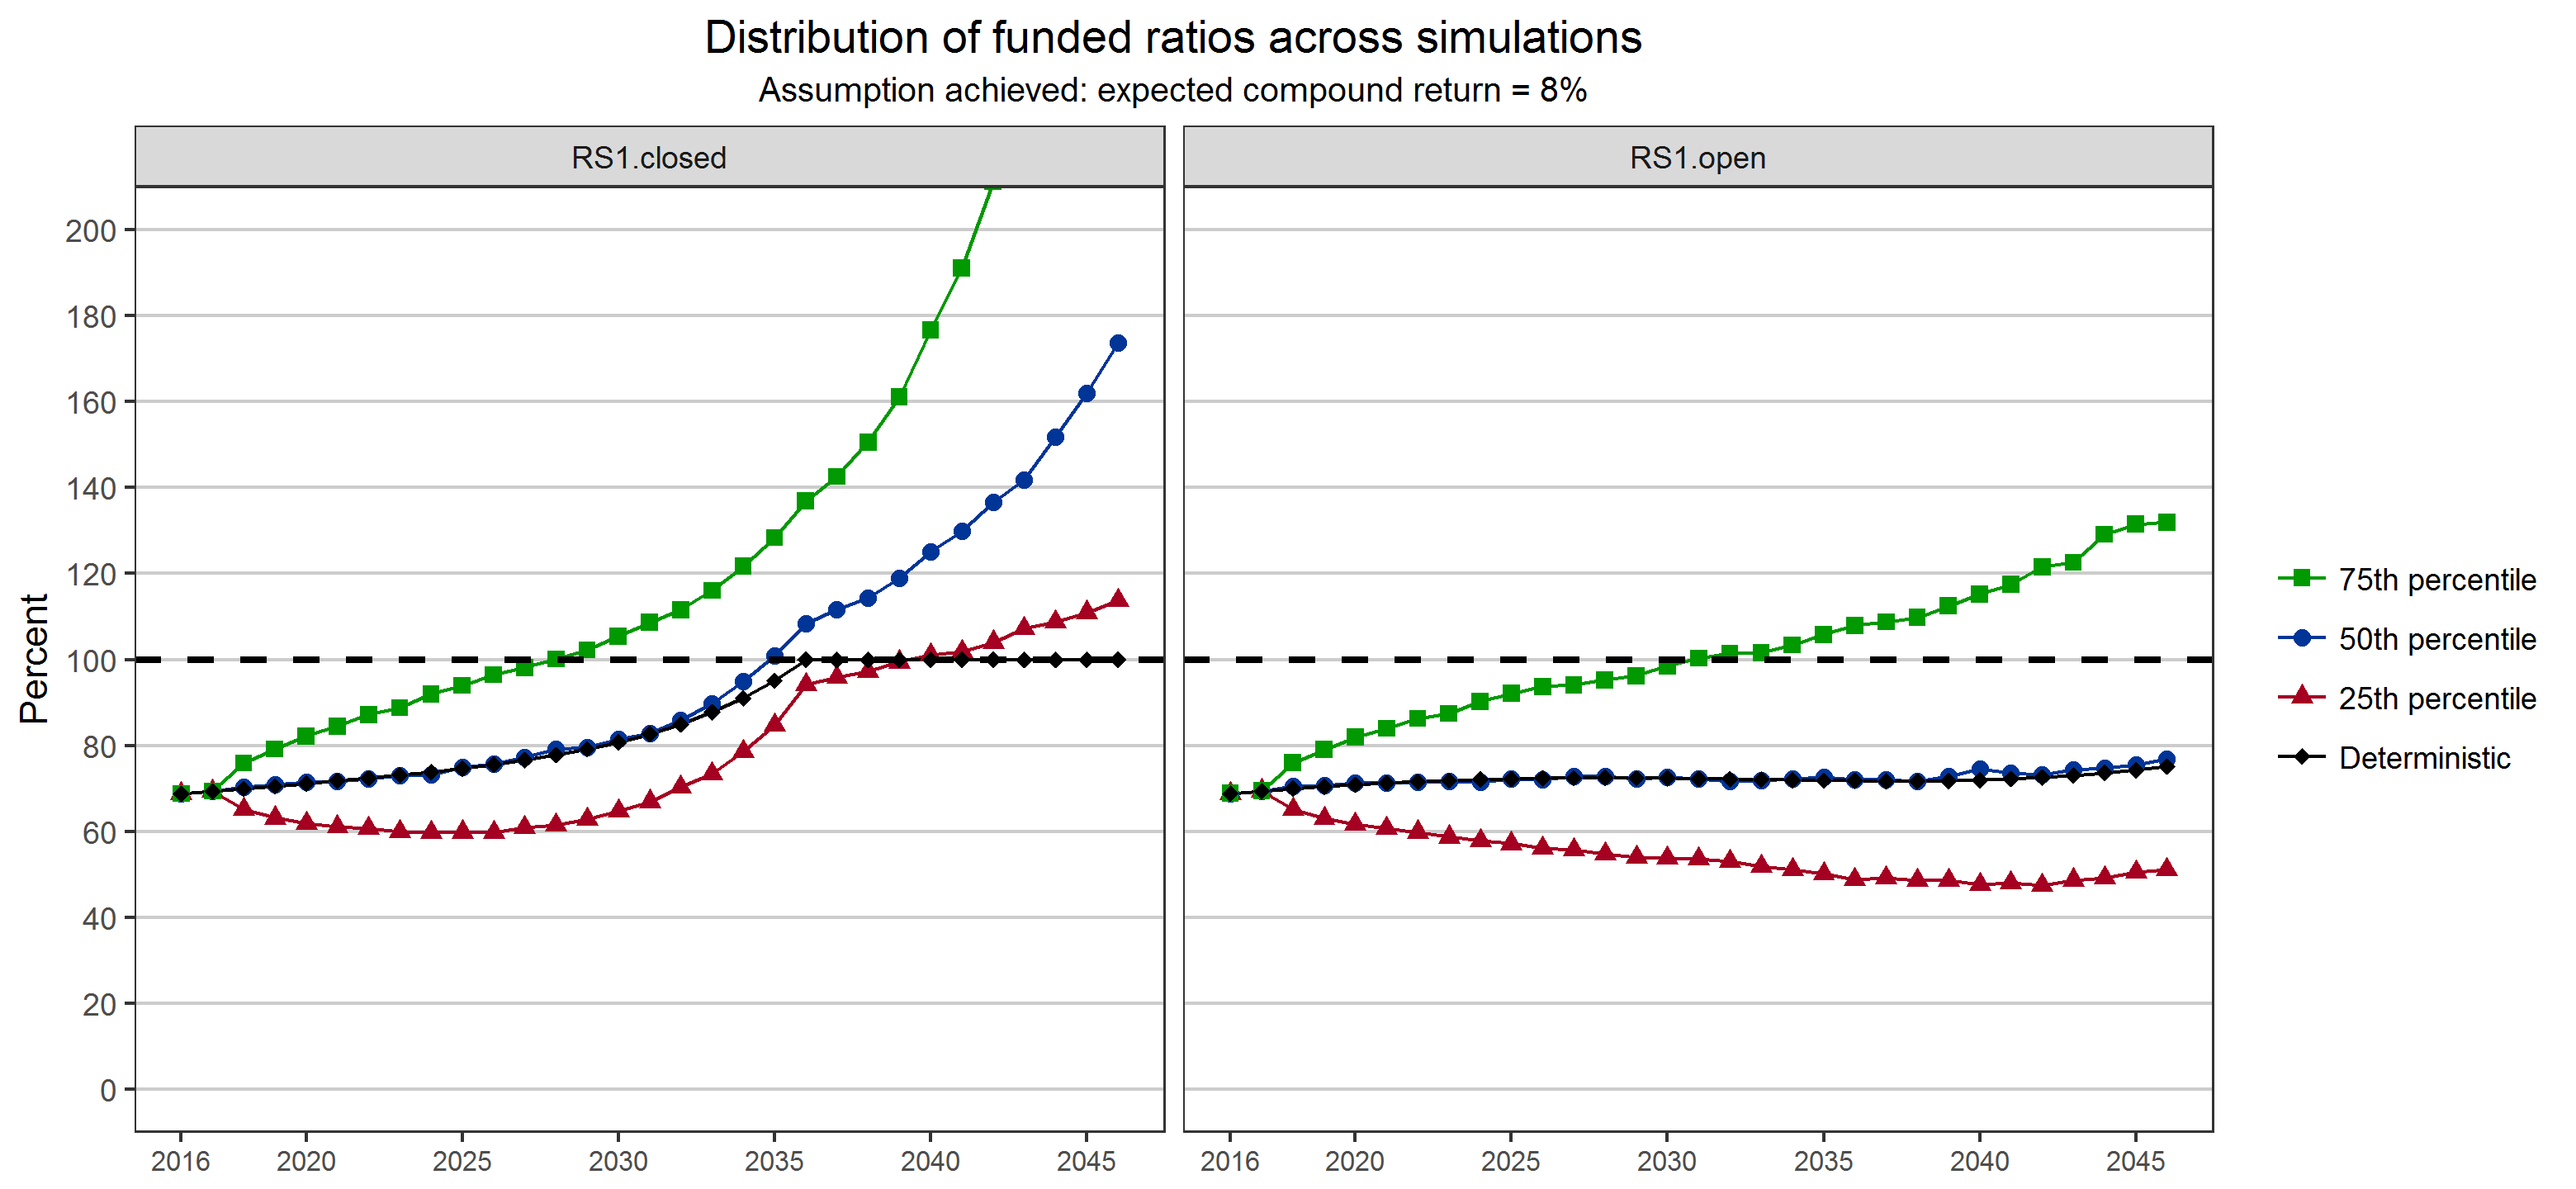 Distribution of funded ratios across simulations
Assumption achieved: expected compound return = 8%
RS1.closed
RS1.open
Percent
200
180
160
140
120
100
80
60
40
20
0
2016 2020 2025 2030 2035 2040 2045
2016 2020 2025 2030 2035 2040 2045
75th percentile
50th percentile
25th percentile
Deterministic